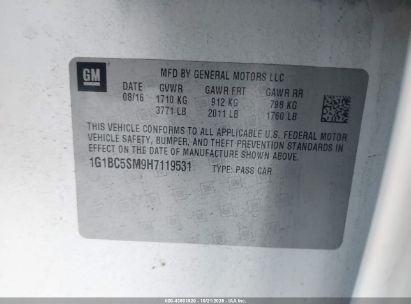 GM
MFD BY GENERAL MOTORS LLC
DATE GVWR GAWR FRT GAWR RR
08/16 1710 KG 912 KG 798 KG
3771 LB 2011 LB 1760 LB
THIS VEHICLE CONFORMS TO ALL APPLICABLE U.S. FEDERAL MOTOR
VEHICLE SAFETY, BUMPER, AND THEFT PREVENTION STANDARDS IN
EFFECT ON THE DATE OF MANUFACTURE SHOWN ABOVE.
1G1BC5SM9H7119531 TYPE: PASS CAR